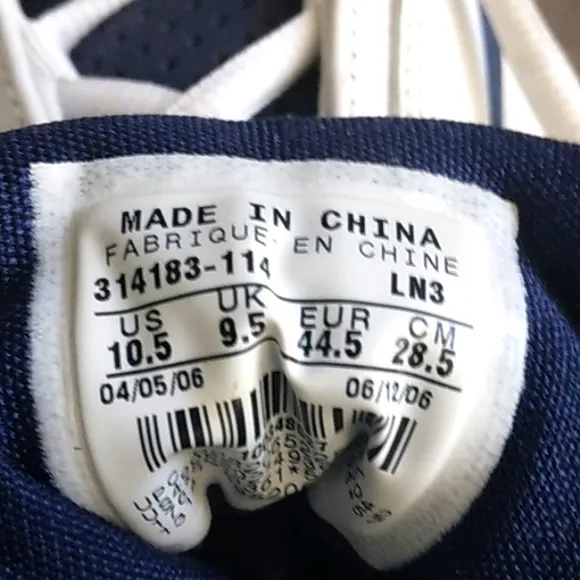 MADE IN CHINA
FABRIQUE EN CHINE
314183-114 LN3
US UK EUR CM
10.5 9.5 44.5 28.5
04/05/06 06/12/06